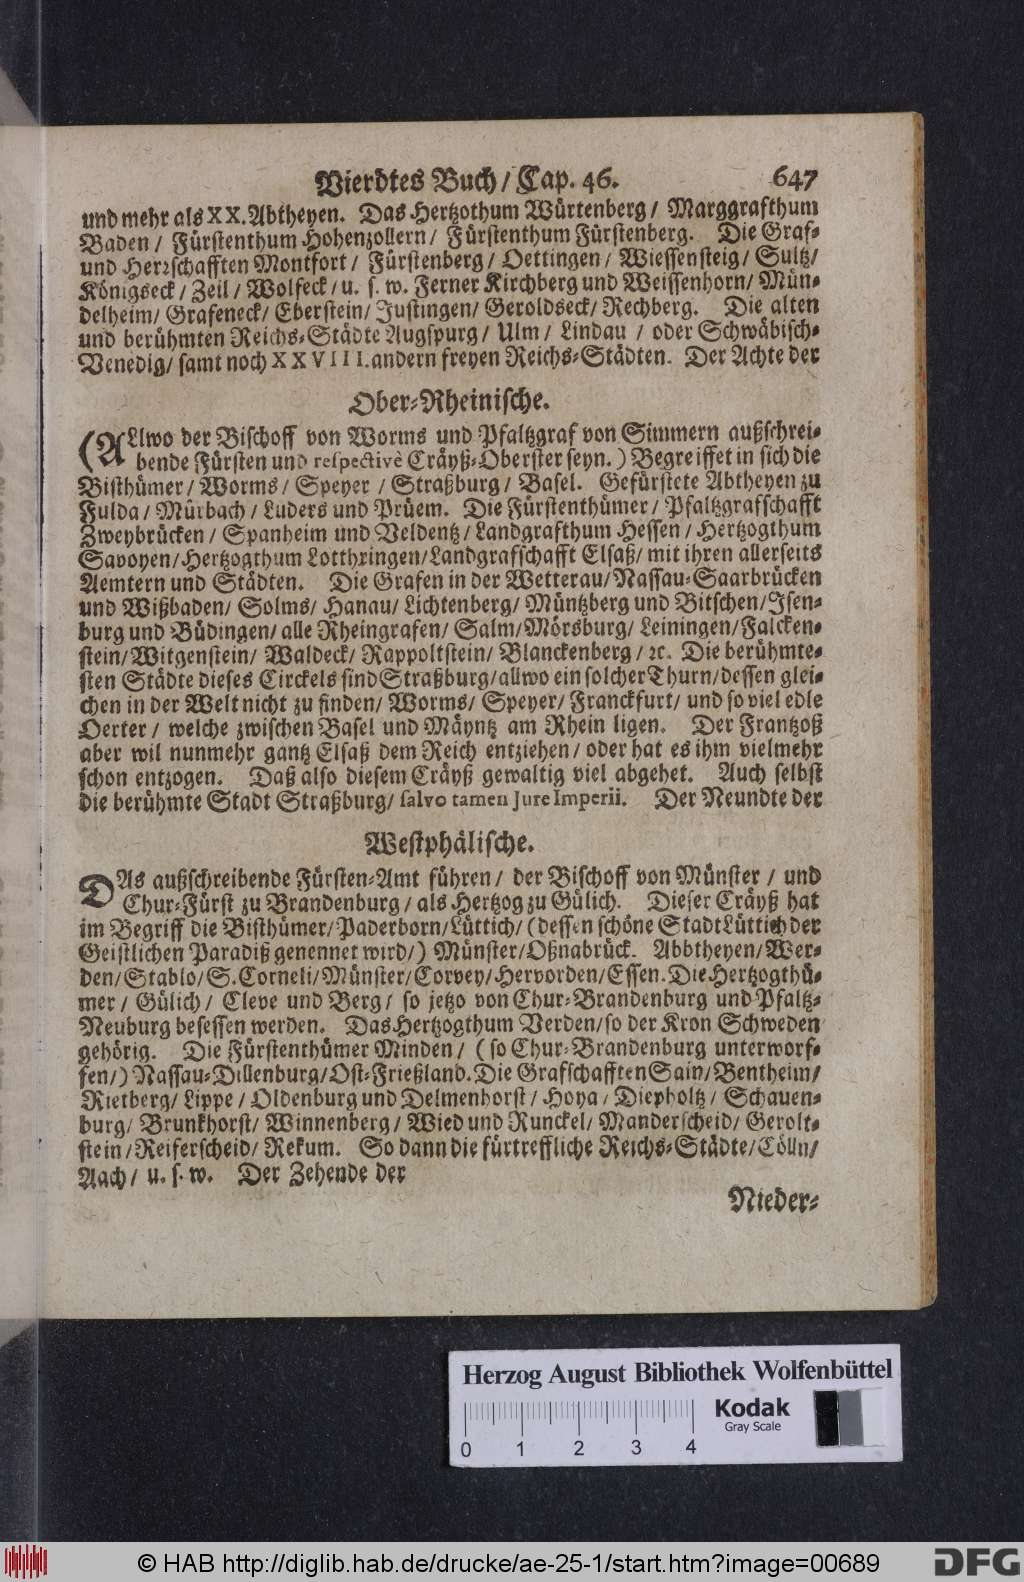 Vierdtes Buch / Cap. 46. 647
und mehr als XX. Abtheyen. Das Hertzothum Würtenberg / Marggrafthum
Baden / Fürstenthum Hohenzollern / Fürstenthum Fürstenberg. Die Graf-
und Herrschafften Montfort / Fürstenberg / Oettingen / Wiessensteig / Sultz /
Königseck / Zeil / Wolfeck / u. s. w. Ferner Kirchberg und Weissenhorn / Mün-
delheim / Grafeneck / Eberstein / Justingen / Geroldseck / Rechberg. Die alten
und berühmten Reichs-Städte Augspurg / Ulm / Lindau / oder Schwäbisch-
Venedig / samt noch XXVIII. andern freyen Reichs-Städten. Der Achte der
Ober-Rheinische.
(ALlwo der Bischoff von Worms und Pfaltzgraf von Simmern außschrei-
bende Fürsten und respectivè Cräyß-Oberster seyn.) Begreiffet in sich die
Bisthümer / Worms / Speyer / Straßburg / Basel. Gefürstete Abtheyen zu
Fulda / Mürbach / Luders und Prüem. Die Fürstenthümer / Pfaltzgrafschafft
Zweybrücken / Spanheim und Veldentz / Landgrafthum Hessen / Hertzogthum
Savoyen / Hertzogthum Lotthringen / Landgrafschafft Elsaß / mit ihren allerseits
Aemtern und Städten. Die Grafen in der Wetterau / Nassau-Saarbrücken
und Wißbaden / Solms / Hanau / Lichtenberg / Müntzberg und Bitschen / Isen-
burg und Büdingen / alle Rheingrafen / Salm / Mörsburg / Leiningen / Falcken-
stein / Witgenstein / Waldeck / Rappoltstein / Blanckenberg / ꝛc. Die berühmte-
sten Städte dieses Circkels sind Straßburg / allwo ein solcher Thurn / dessen glei-
chen in der Welt nicht zu finden / Worms / Speyer / Franckfurt / und so viel edle
Oerter / welche zwischen Basel und Mäyntz am Rhein ligen. Der Frantzoß
aber wil nunmehr gantz Elsaß dem Reich entziehen / oder hat es ihm vielmehr
schon entzogen. Daß also diesem Cräyß gewaltig viel abgehet. Auch selbst
die berühmte Stadt Straßburg / salvo tamen Jure Imperii. Der Neundte der
Westphälische.
DAs außschreibende Fürsten-Amt führen / der Bischoff von Münster / und
Chur-Fürst zu Brandenburg / als Hertzog zu Gülich. Dieser Cräyß hat
im Begriff die Bisthümer / Paderborn / Lüttich / (dessen schöne Stadt Lüttich der
Geistlichen Paradiß genennet wird /) Münster / Oßnabrück. Abbtheyen / Wer-
den / Stablo / S. Corneli / Münster / Corvey / Hervorden / Essen. Die Hertzogthü-
mer / Gülich / Cleve und Berg / so jetzo von Chur-Brandenburg und Pfaltz-
Neuburg besessen werden. Das Hertzogthum Verden / so der Kron Schweden
gehörig. Die Fürstenthümer Minden / (so Chur-Brandenburg unterworf-
fen /) Nassau-Dillenburg / Ost-Frießland. Die Grafschafften Sain / Bentheim /
Rietberg / Lippe / Oldenburg und Delmenhorst / Hoya / Diepholtz / Schauen-
burg / Brunkhorst / Winnenberg / Wied und Runckel / Manderscheid / Gerolt-
stein / Reiferscheid / Rekum. So dann die fürtreffliche Reichs-Städte / Cölln /
Aach / u. s. w. Der Zehende der
Nieder-
Herzog August Bibliothek Wolfenbüttel
0 1 2 3 4
Kodak
Gray Scale
© HAB http://diglib.hab.de/drucke/ae-25-1/start.htm?image=00689
DFG